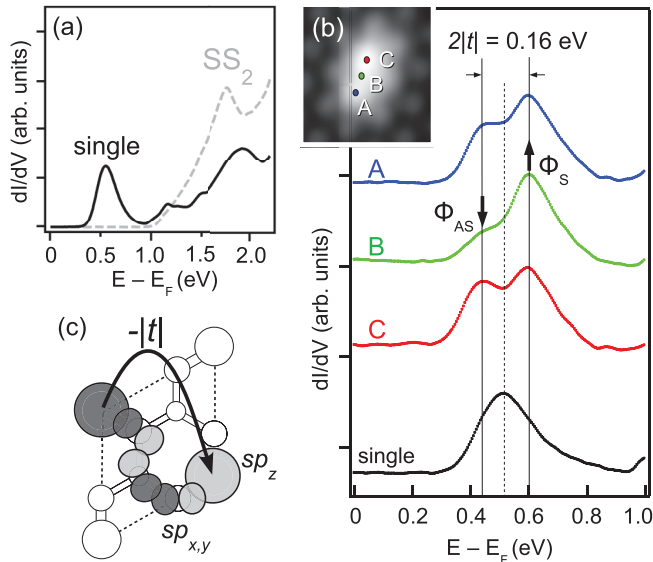 (a)
SS2
single
dI/dV (arb. units)
0.0 0.5 1.0 1.5 2.0
E – EF (eV)
(b)
C
B
A
2|t| = 0.16 eV
A
ΦS
B
ΦAS
C
single
dI/dV (arb. units)
0 0.2 0.4 0.6 0.8 1.0
E – EF (eV)
(c)
-|t|
spz
spx,y